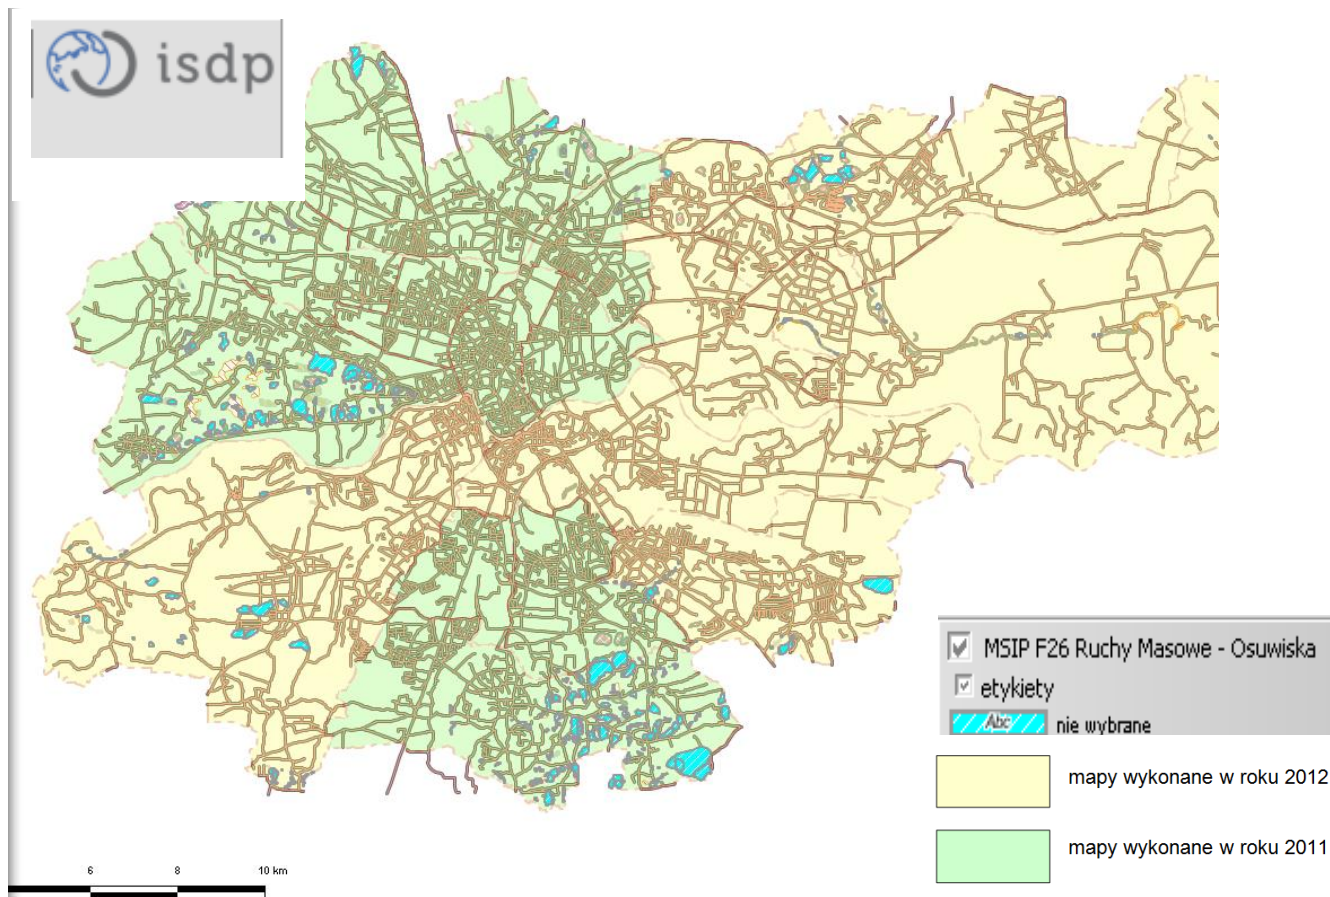 isdp
MSIP F26 Ruchy Masowe - Osuwiska
etykiety
Abc nie wybrane
mapy wykonane w roku 2012
mapy wykonane w roku 2011
6 8 10 km